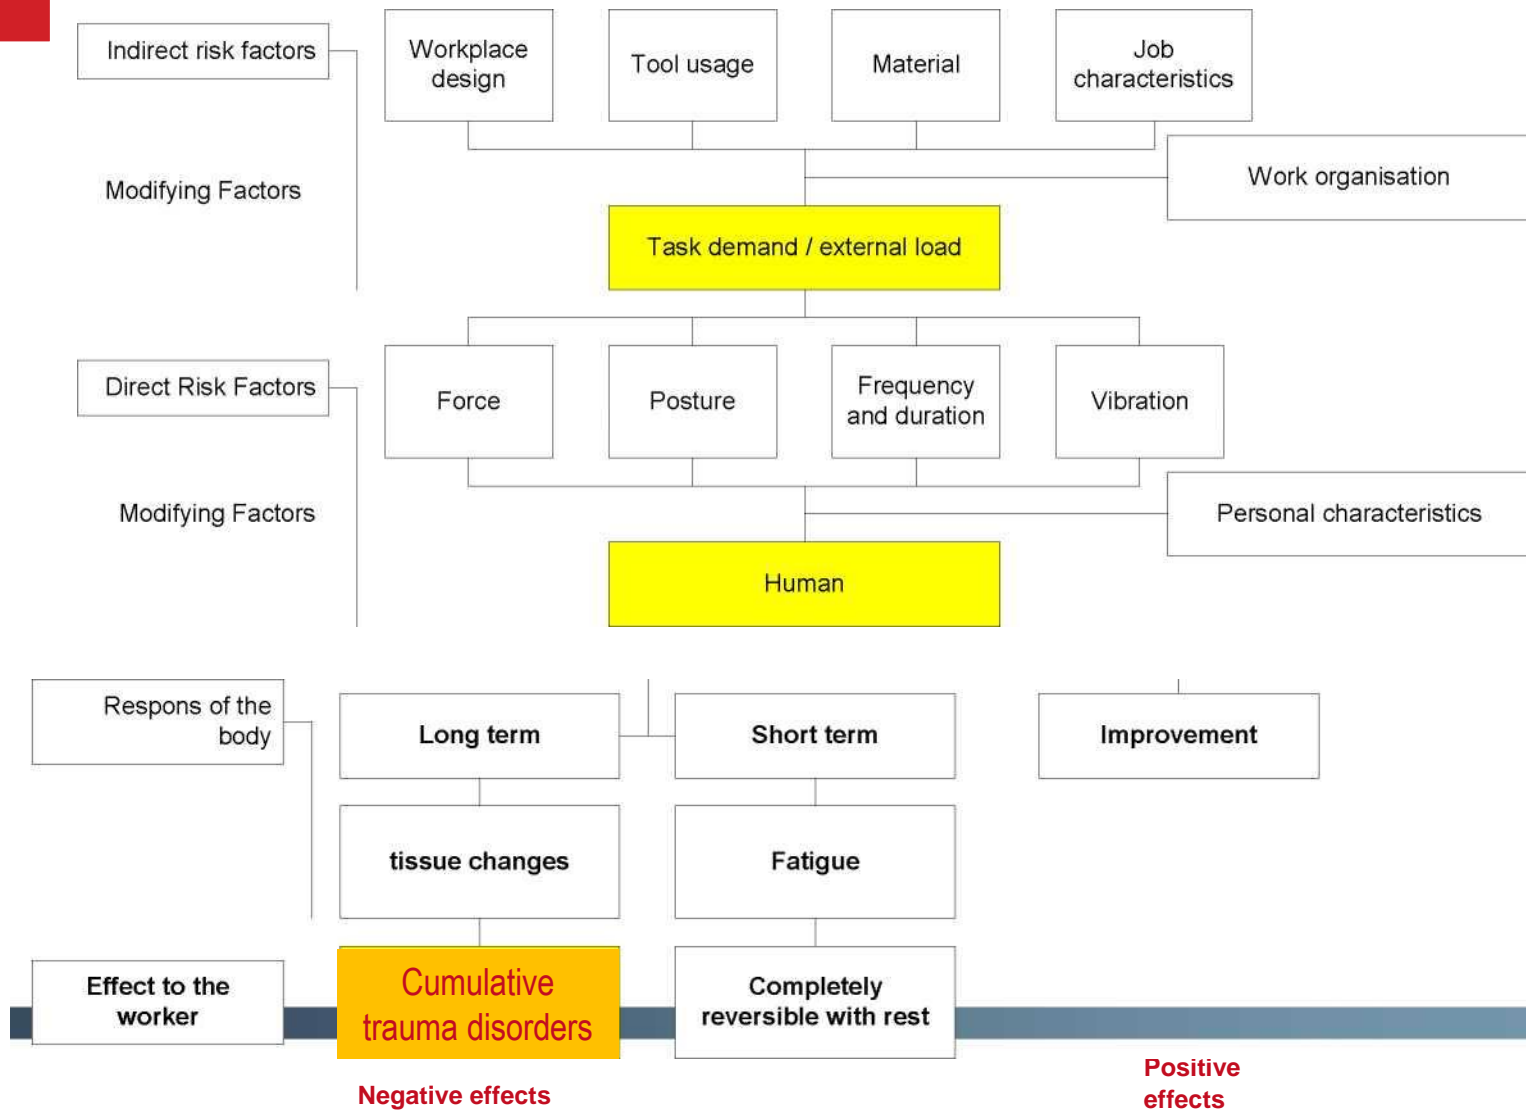 Indirect risk factors
Workplace
design
Tool usage
Material
Job
characteristics
Modifying Factors
Work organisation
Task demand / external load
Direct Risk Factors
Force
Posture
Frequency
and duration
Vibration
Modifying Factors
Personal characteristics
Human
Respons of the
body
Long term
Short term
Improvement
tissue changes
Fatigue
Effect to the
worker
Cumulative
trauma disorders
Completely
reversible with rest
Negative effects
Positive
effects